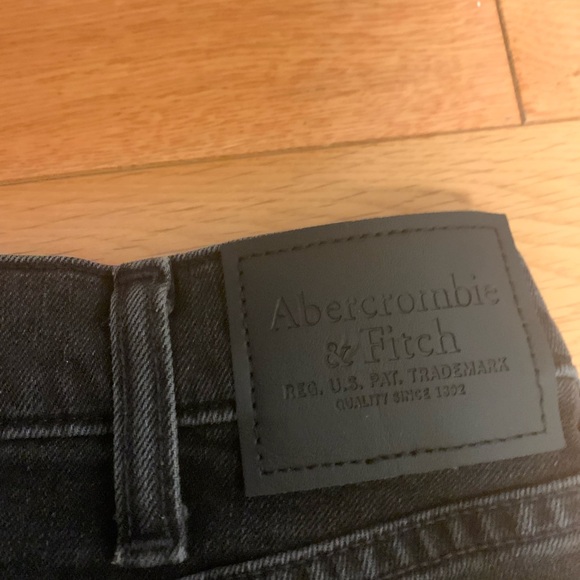 Abercrombie
& Fitch
REG. U.S. PAT. TRADEMARK
QUALITY SINCE 1892